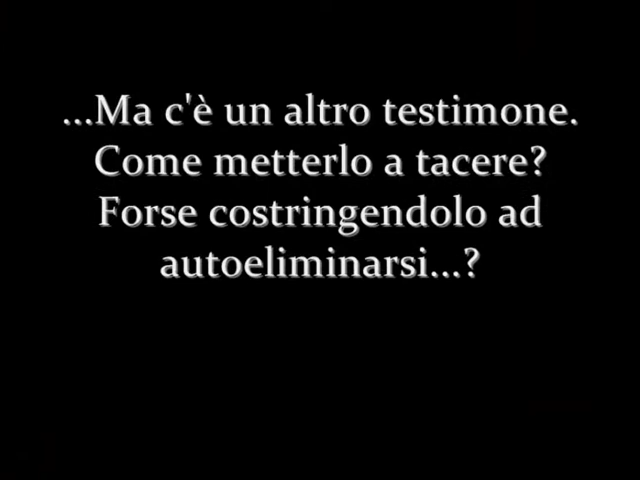 ...Ma c'è un altro testimone.
Come metterlo a tacere?
Forse costringendolo ad
autoeliminarsi...?